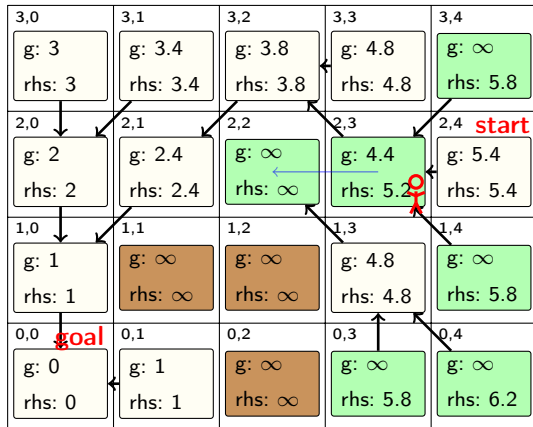 3,0 3,1 3,2 3,3 3,4
g: 3 g: 3.4 g: 3.8 g: 4.8 g: ∞
rhs: 3 rhs: 3.4 rhs: 3.8 rhs: 4.8 rhs: 5.8
2,0 2,1 2,2 2,3 2,4 start
g: 2 g: 2.4 g: ∞ g: 4.4 g: 5.4
rhs: 2 rhs: 2.4 rhs: ∞ rhs: 5.2 rhs: 5.4
1,0 1,1 1,2 1,3 1,4
g: 1 g: ∞ g: ∞ g: 4.8 g: ∞
rhs: 1 rhs: ∞ rhs: ∞ rhs: 4.8 rhs: 5.8
0,0 goal 0,1 0,2 0,3 0,4
g: 0 g: 1 g: ∞ g: ∞ g: ∞
rhs: 0 rhs: 1 rhs: ∞ rhs: 5.8 rhs: 6.2